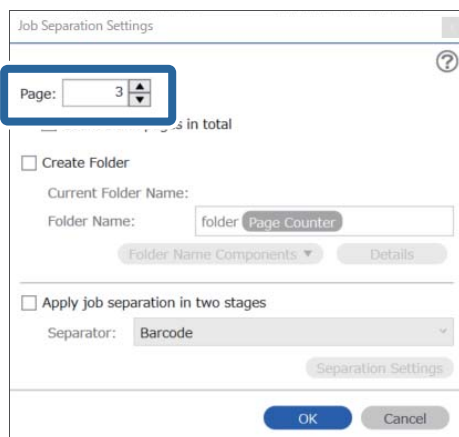 Job Separation Settings
?
Page: 3
pages in total
Create Folder
Current Folder Name:
Folder Name: folder Page Counter
Folder Name Components ▼ Details
Apply job separation in two stages
Separator: Barcode
Separation Settings
OK Cancel